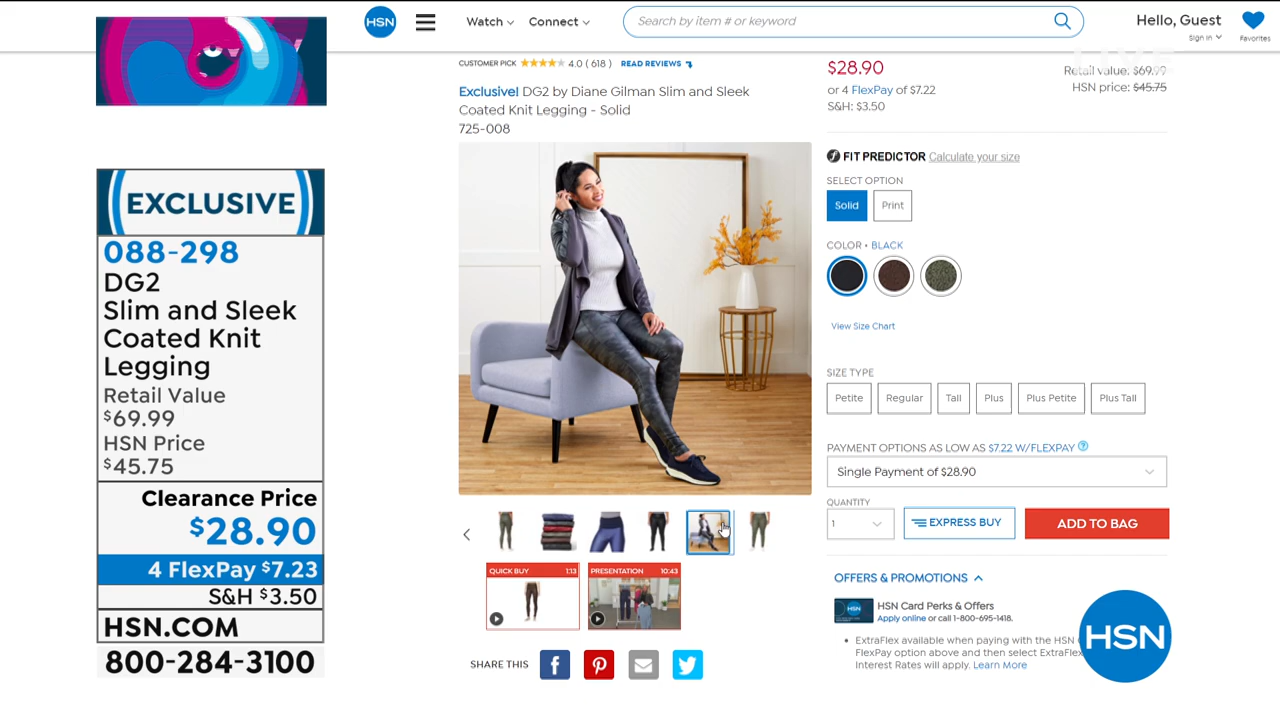 HSN
Watch
Connect
Search by item # or keyword
Hello, Guest
Sign In
Favorites
LIVE
EXCLUSIVE
088-298
DG2
Slim and Sleek
Coated Knit
Legging
Retail Value
$69.99
HSN Price
$45.75
Clearance Price
$28.90
4 FlexPay $7.23
S&H $3.50
HSN.COM
800-284-3100
CUSTOMER PICK 4.0 ( 618 ) READ REVIEWS
Exclusive! DG2 by Diane Gilman Slim and Sleek
Coated Knit Legging - Solid
725-008
QUICK BUY 1:13
PRESENTATION 10:43
SHARE THIS
$28.90
Retail value: $69.99
or 4 FlexPay of $7.22
HSN price: $45.75
S&H: $3.50
FIT PREDICTOR Calculate your size
SELECT OPTION
Solid Print
COLOR • BLACK
View Size Chart
SIZE TYPE
Petite Regular Tall Plus Plus Petite Plus Tall
PAYMENT OPTIONS AS LOW AS $7.22 W/FLEXPAY ?
Single Payment of $28.90
QUANTITY
1 EXPRESS BUY ADD TO BAG
OFFERS & PROMOTIONS
HSN
HSN Card Perks & Offers
Apply online or call 1-800-695-1418.
• ExtraFlex available when paying with the HSN
FlexPay option above and then select ExtraFlex
Interest Rates will apply. Learn More
HSN